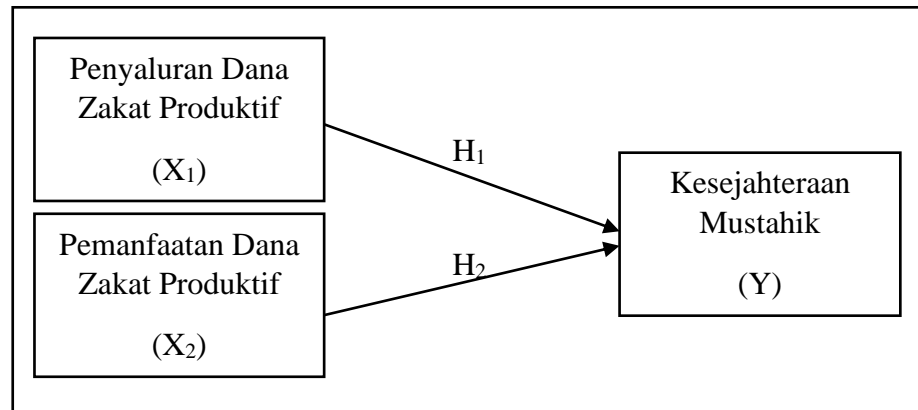 Penyaluran Dana
Zakat Produktif
(X₁)
H₁
Kesejahteraan
Mustahik
(Y)
Pemanfaatan Dana
Zakat Produktif
(X₂)
H₂